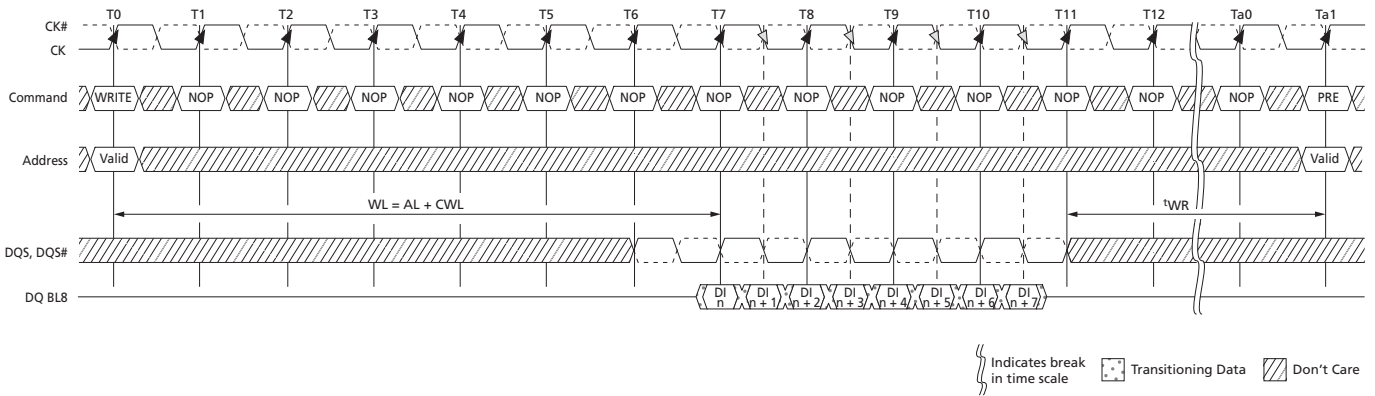 T0 T1 T2 T3 T4 T5 T6 T7 T8 T9 T10 T11 T12 Ta0 Ta1
CK#
CK
Command WRITE NOP NOP NOP NOP NOP NOP NOP NOP NOP NOP NOP NOP NOP PRE
Address Valid Valid
WL = AL + CWL tWR
DQS, DQS#
DQ BL8 DI n DI n + 1 DI n + 2 DI n + 3 DI n + 4 DI n + 5 DI n + 6 DI n + 7
Indicates break
in time scale
Transitioning Data
Don't Care